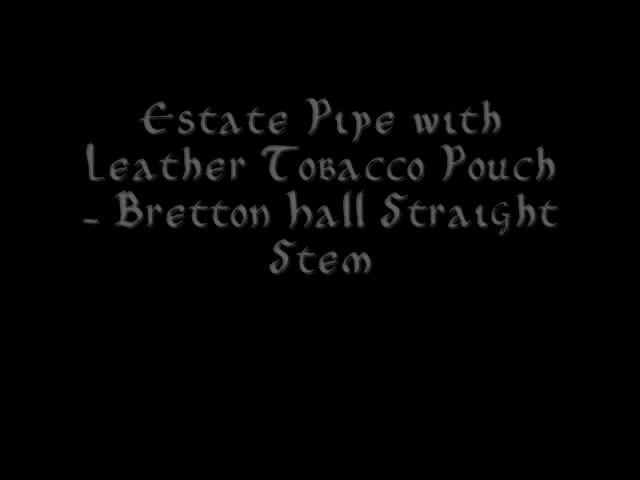 Estate Pipe with
Leather Tobacco Pouch
- Bretton hall Straight
Stem